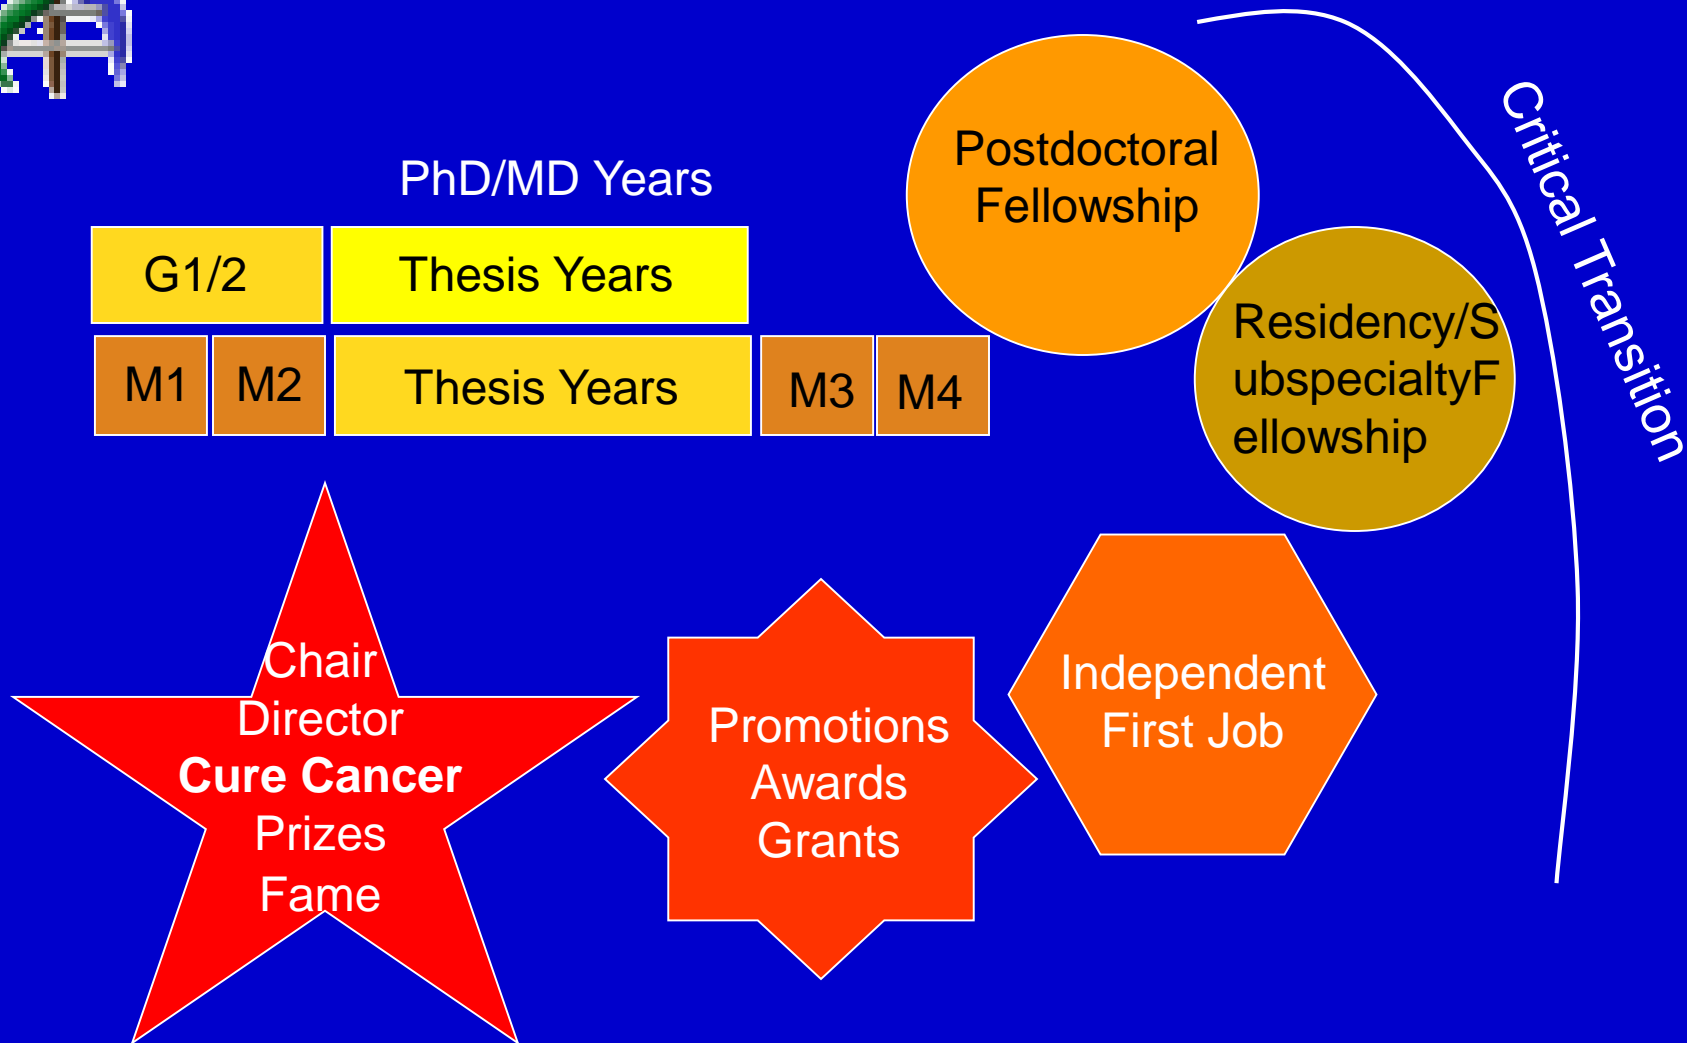 PhD/MD Years
G1/2
Thesis Years
M1
M2
Thesis Years
M3
M4
Postdoctoral
Fellowship
Residency/S
ubspecialtyF
ellowship
Critical Transition
Independent
First Job
Promotions
Awards
Grants
Chair
Director
Cure Cancer
Prizes
Fame